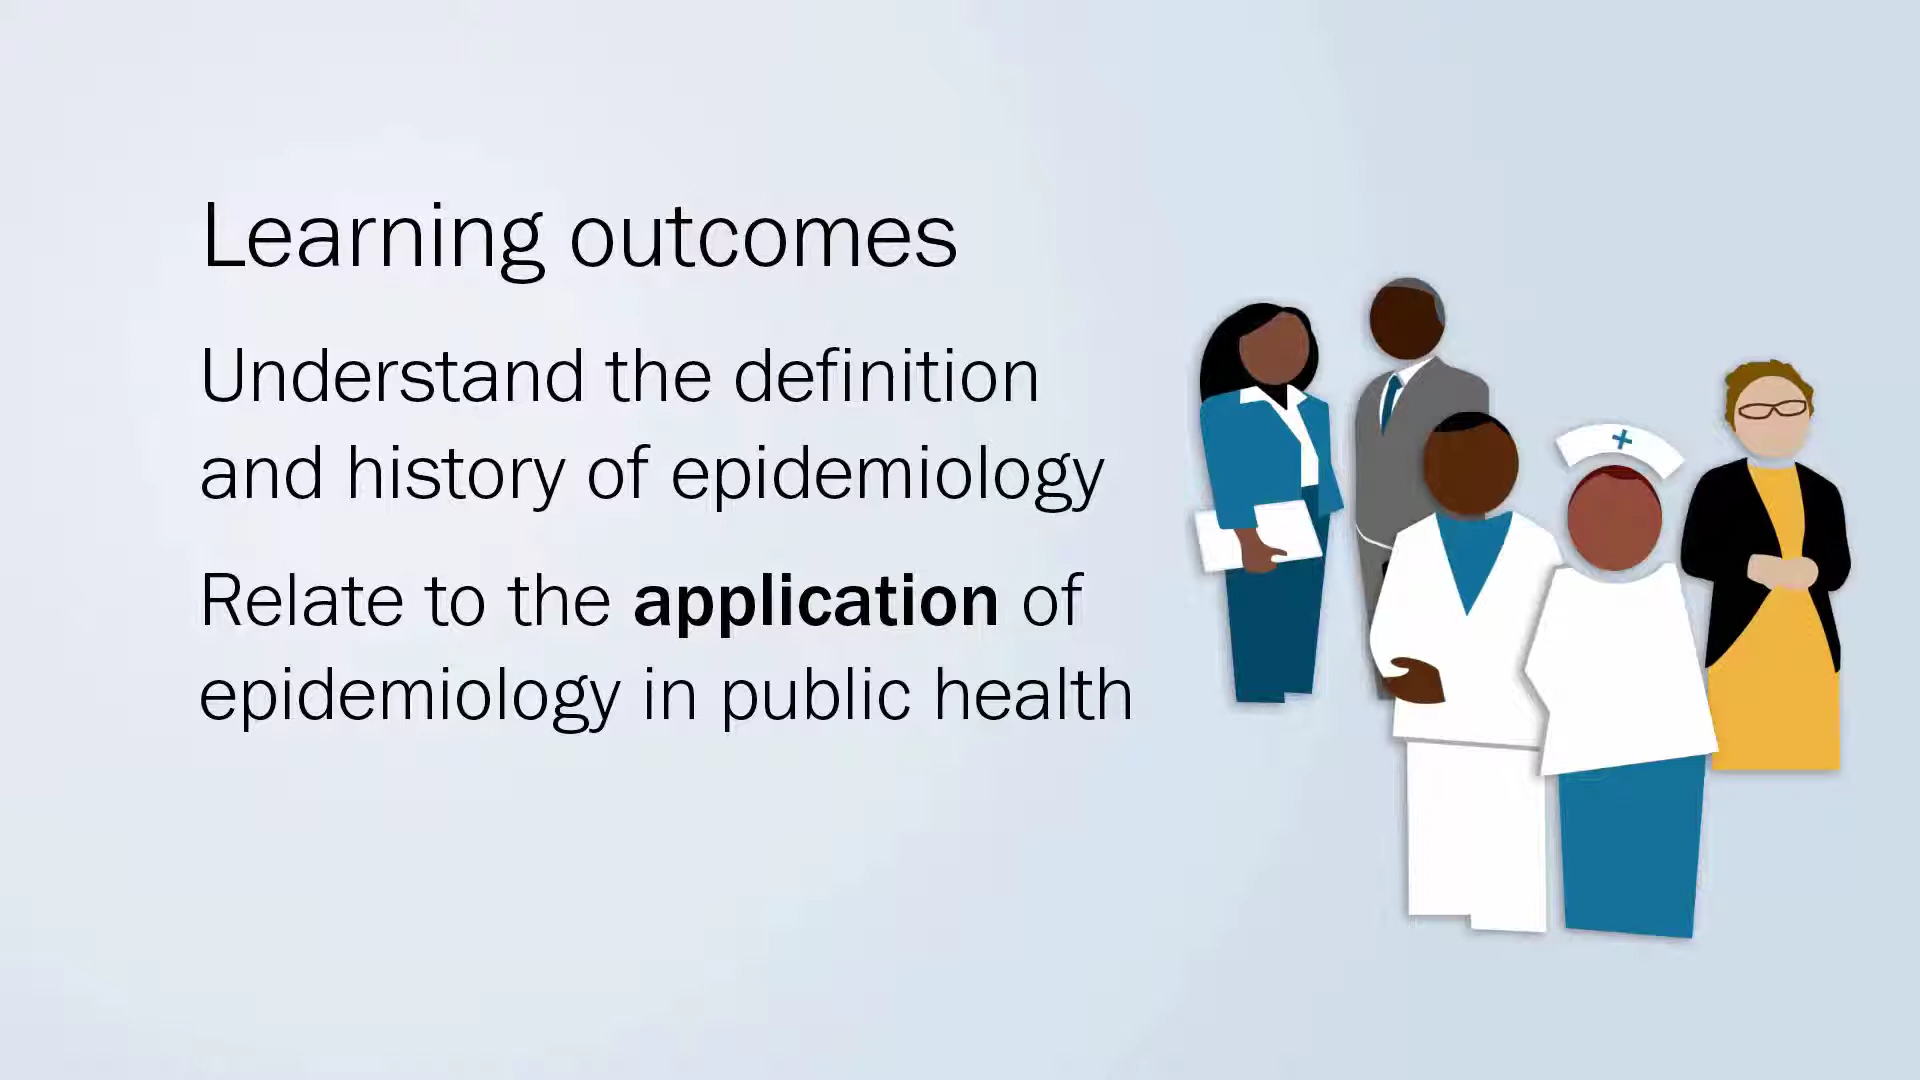 Learning outcomes
Understand the definition
and history of epidemiology
Relate to the application of
epidemiology in public health